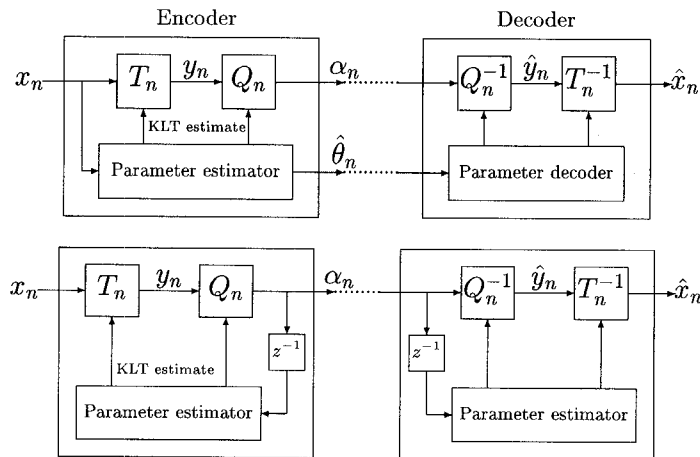 Encoder Decoder
x_n T_n y_n Q_n α_n Q_n^{-1} ŷ_n T_n^{-1} x̂_n
KLT estimate
Parameter estimator θ̂_n Parameter decoder
x_n T_n y_n Q_n α_n Q_n^{-1} ŷ_n T_n^{-1} x̂_n
z^{-1} z^{-1}
KLT estimate
Parameter estimator Parameter estimator